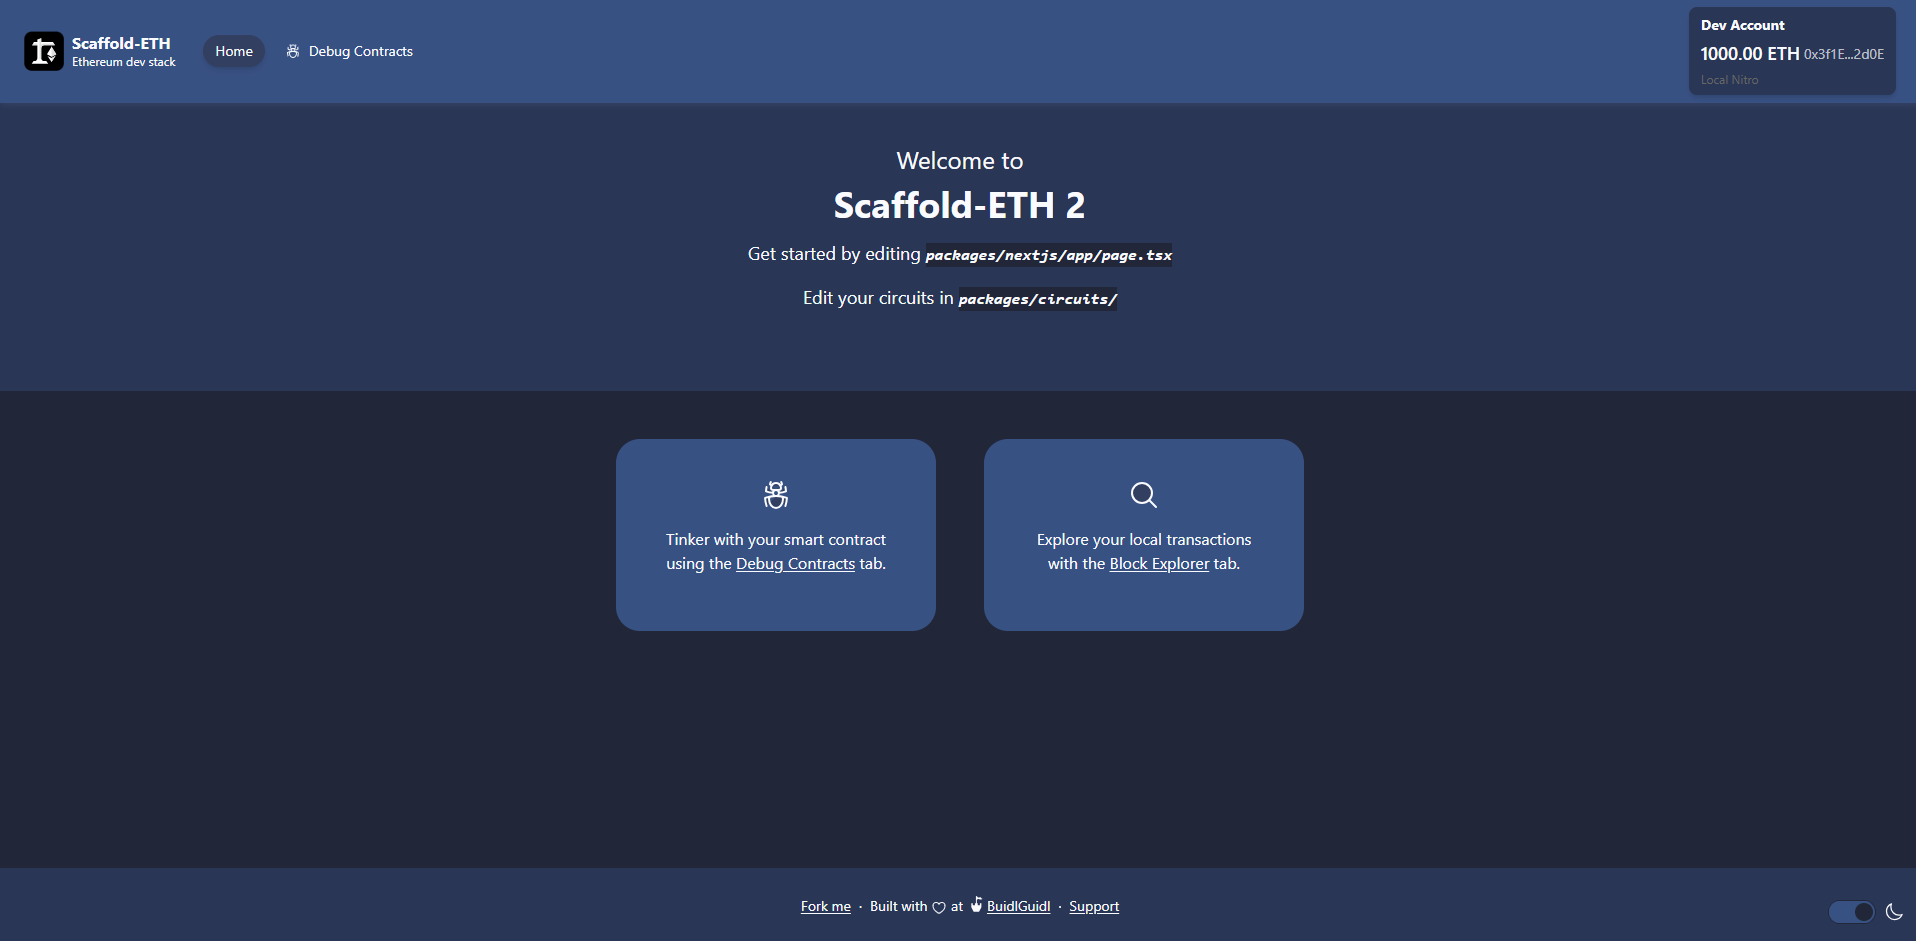 Scaffold-ETH
Ethereum dev stack
Home
Debug Contracts
Dev Account
1000.00 ETH 0x3f1E...2d0E
Local Nitro
Welcome to
Scaffold-ETH 2
Get started by editing packages/nextjs/app/page.tsx
Edit your circuits in packages/circuits/
Tinker with your smart contract
using the Debug Contracts tab.
Explore your local transactions
with the Block Explorer tab.
Fork me · Built with ♡ at BuidlGuidl · Support